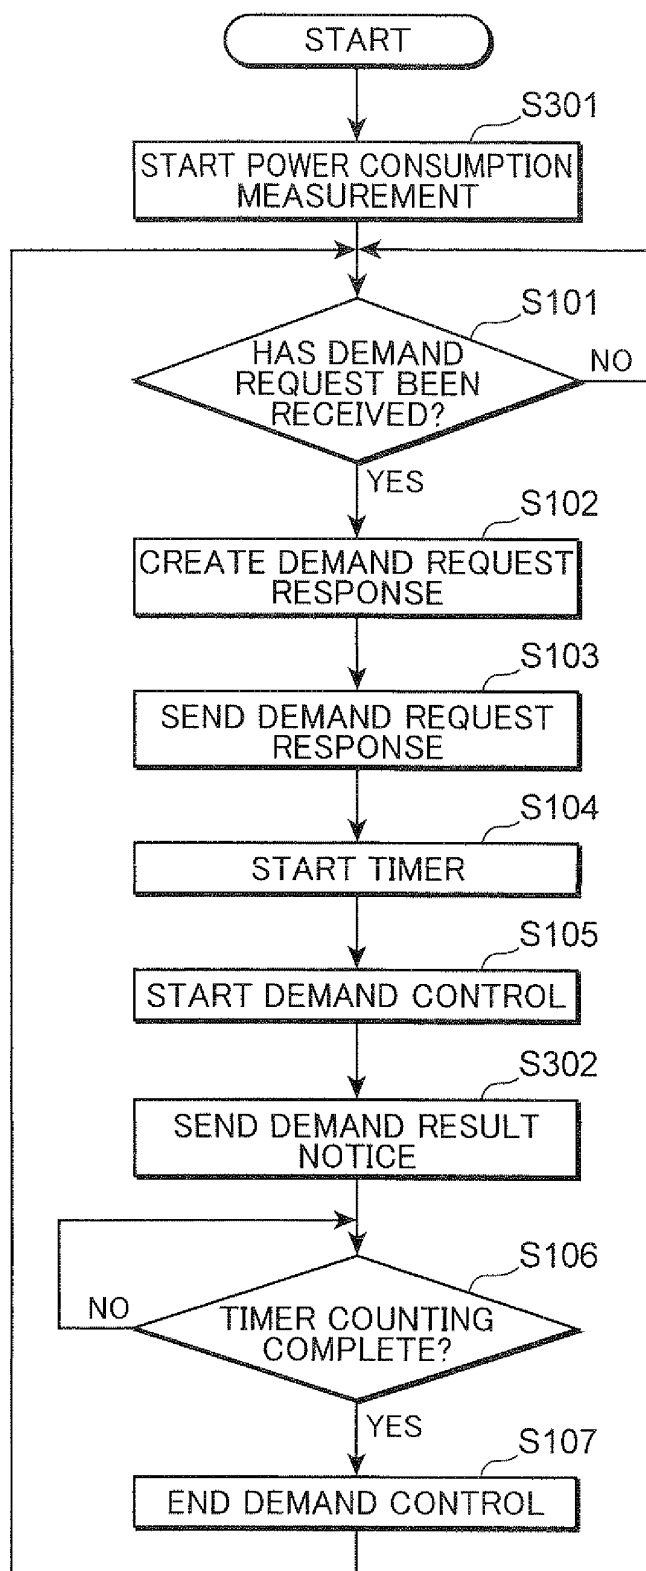 START
S301
START POWER CONSUMPTION
MEASUREMENT
S101
HAS DEMAND
REQUEST BEEN
RECEIVED?
NO
YES
S102
CREATE DEMAND REQUEST
RESPONSE
S103
SEND DEMAND REQUEST
RESPONSE
S104
START TIMER
S105
START DEMAND CONTROL
S302
SEND DEMAND RESULT
NOTICE
S106
NO
TIMER COUNTING
COMPLETE?
YES
S107
END DEMAND CONTROL